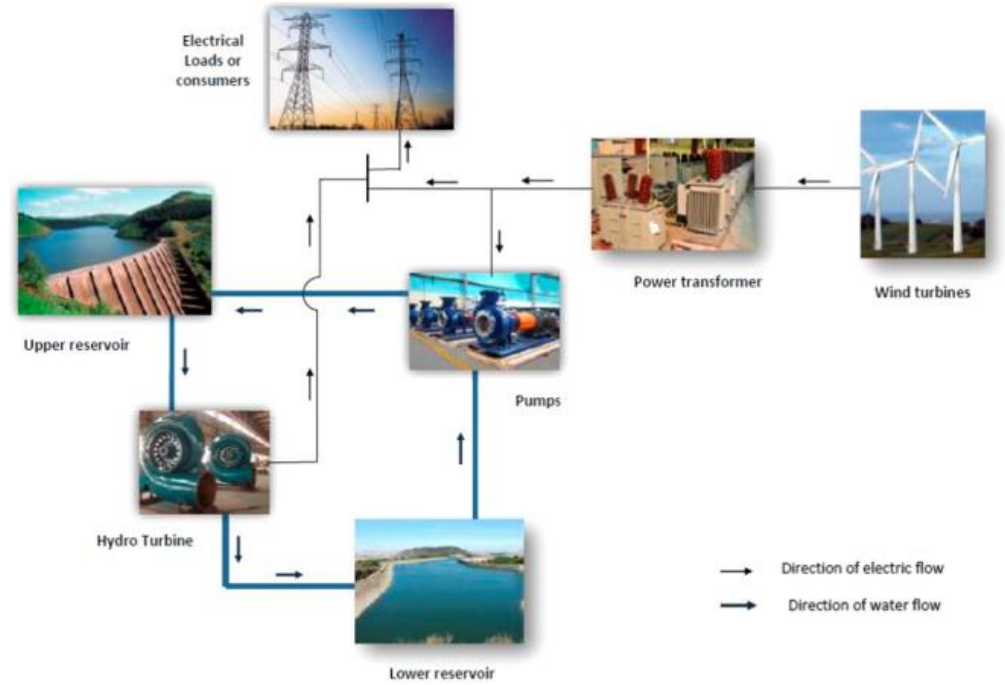 Electrical
Loads or
consumers
Power transformer
Wind turbines
Upper reservoir
Pumps
Hydro Turbine
Direction of electric flow
Direction of water flow
Lower reservoir